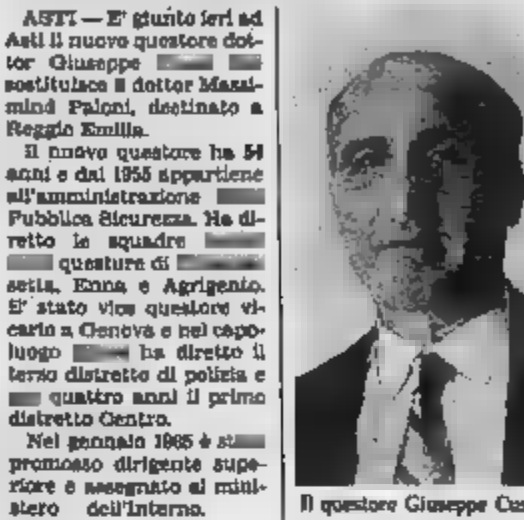 ASTI — E' giunto ieri ad
Asti il nuovo questore dot-
tor Giuseppe
sostituisce il dottor Massi-
mind Paloni, destinato a
Reggio Emilia.
Il nuovo questore ha 54
anni e dal 1955 appartiene
all'amministrazione
Pubblica Sicurezza. Ha di-
retto le squadre
questure di
setta, Enna e Agrigento.
E' stato vice questore vi-
cario a Genova e nel capo-
luogo ha diretto il
terzo distretto di polizia e
quattro anni il primo
distretto Centro.
Nel gennaio 1985 è
promosso dirigente supe-
riore e assegnato al mini-
stero dell'Interno.
Il questore Giuseppe